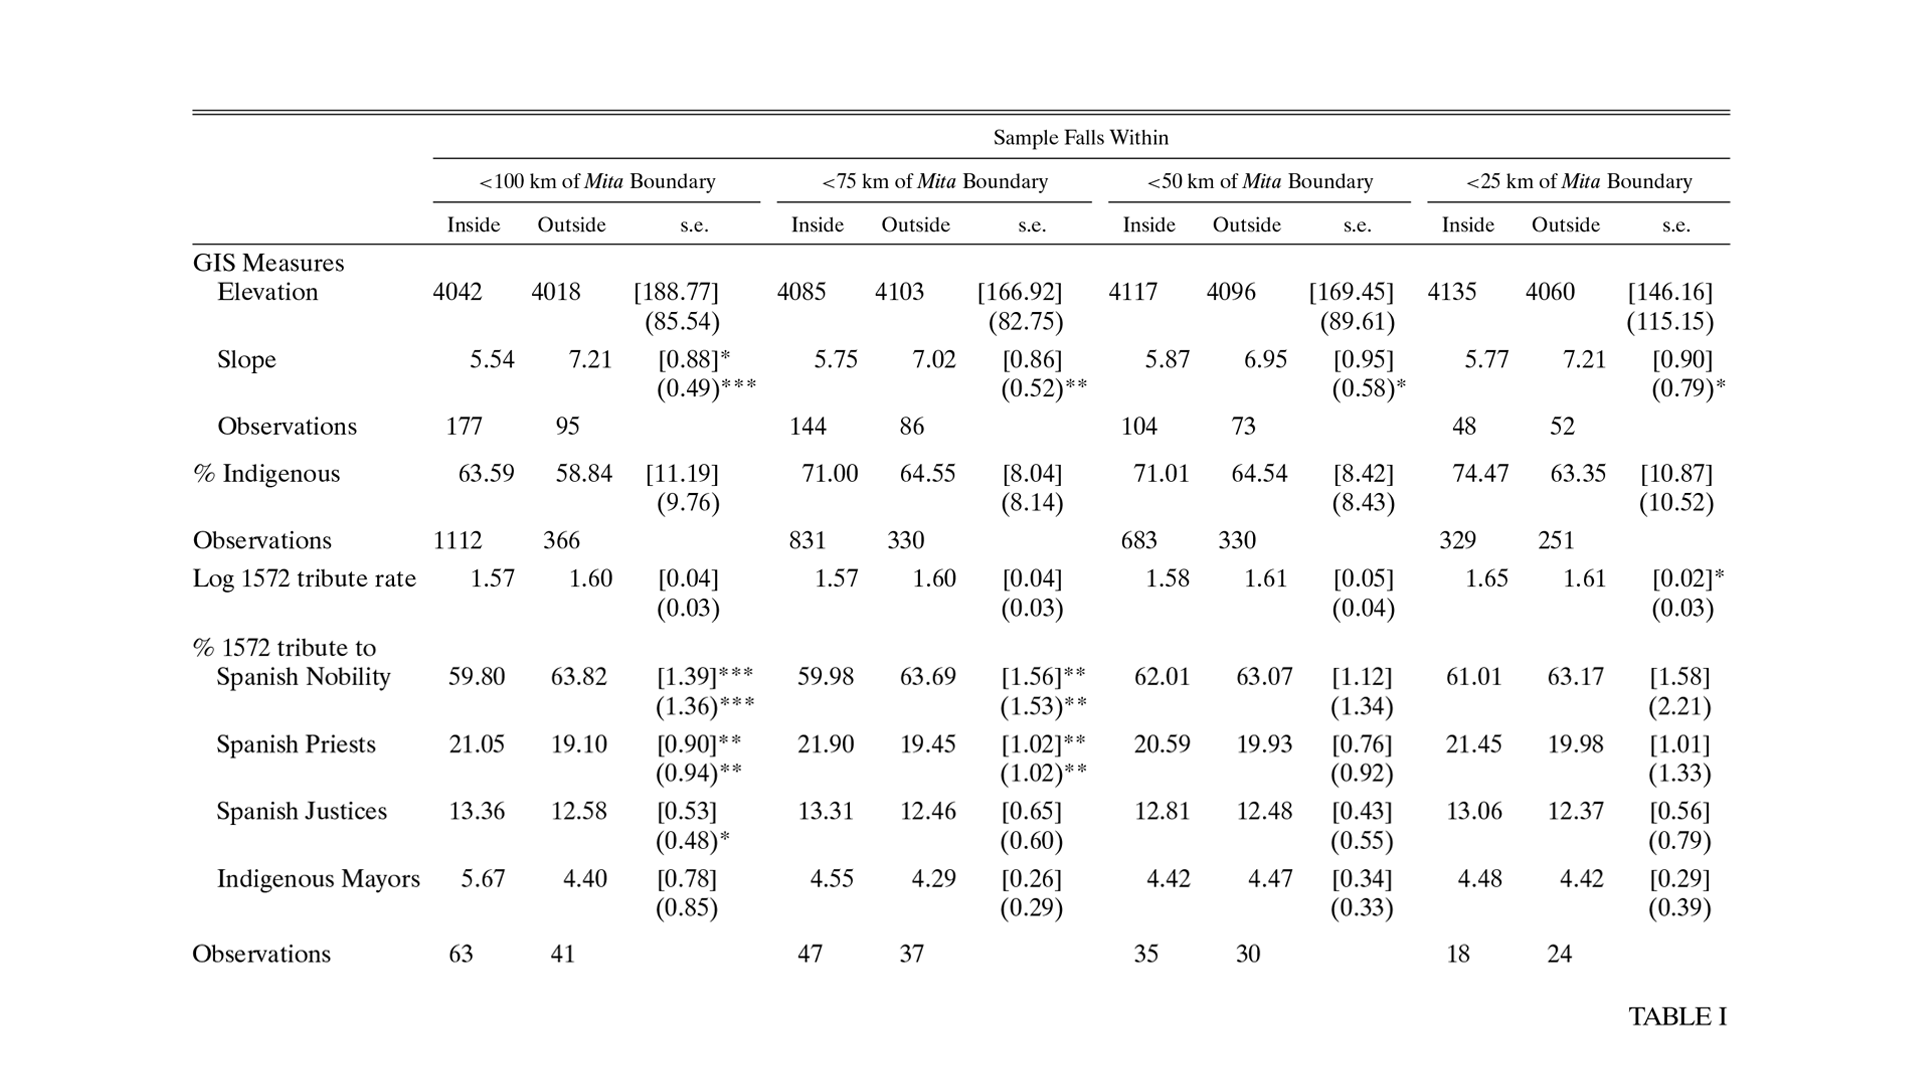 Sample Falls Within
<100 km of Mita Boundary <75 km of Mita Boundary <50 km of Mita Boundary <25 km of Mita Boundary
Inside Outside s.e. Inside Outside s.e. Inside Outside s.e. Inside Outside s.e.
GIS Measures
Elevation 4042 4018 [188.77] 4085 4103 [166.92] 4117 4096 [169.45] 4135 4060 [146.16]
(85.54) (82.75) (89.61) (115.15)
Slope 5.54 7.21 [0.88]* 5.75 7.02 [0.86] 5.87 6.95 [0.95] 5.77 7.21 [0.90]
(0.49)*** (0.52)** (0.58)* (0.79)*
Observations 177 95 144 86 104 73 48 52
% Indigenous 63.59 58.84 [11.19] 71.00 64.55 [8.04] 71.01 64.54 [8.42] 74.47 63.35 [10.87]
(9.76) (8.14) (8.43) (10.52)
Observations 1112 366 831 330 683 330 329 251
Log 1572 tribute rate 1.57 1.60 [0.04] 1.57 1.60 [0.04] 1.58 1.61 [0.05] 1.65 1.61 [0.02]*
(0.03) (0.03) (0.04) (0.03)
% 1572 tribute to
Spanish Nobility 59.80 63.82 [1.39]*** 59.98 63.69 [1.56]** 62.01 63.07 [1.12] 61.01 63.17 [1.58]
(1.36)*** (1.53)** (1.34) (2.21)
Spanish Priests 21.05 19.10 [0.90]** 21.90 19.45 [1.02]** 20.59 19.93 [0.76] 21.45 19.98 [1.01]
(0.94)** (1.02)** (0.92) (1.33)
Spanish Justices 13.36 12.58 [0.53] 13.31 12.46 [0.65] 12.81 12.48 [0.43] 13.06 12.37 [0.56]
(0.48)* (0.60) (0.55) (0.79)
Indigenous Mayors 5.67 4.40 [0.78] 4.55 4.29 [0.26] 4.42 4.47 [0.34] 4.48 4.42 [0.29]
(0.85) (0.29) (0.33) (0.39)
Observations 63 41 47 37 35 30 18 24
TABLE I